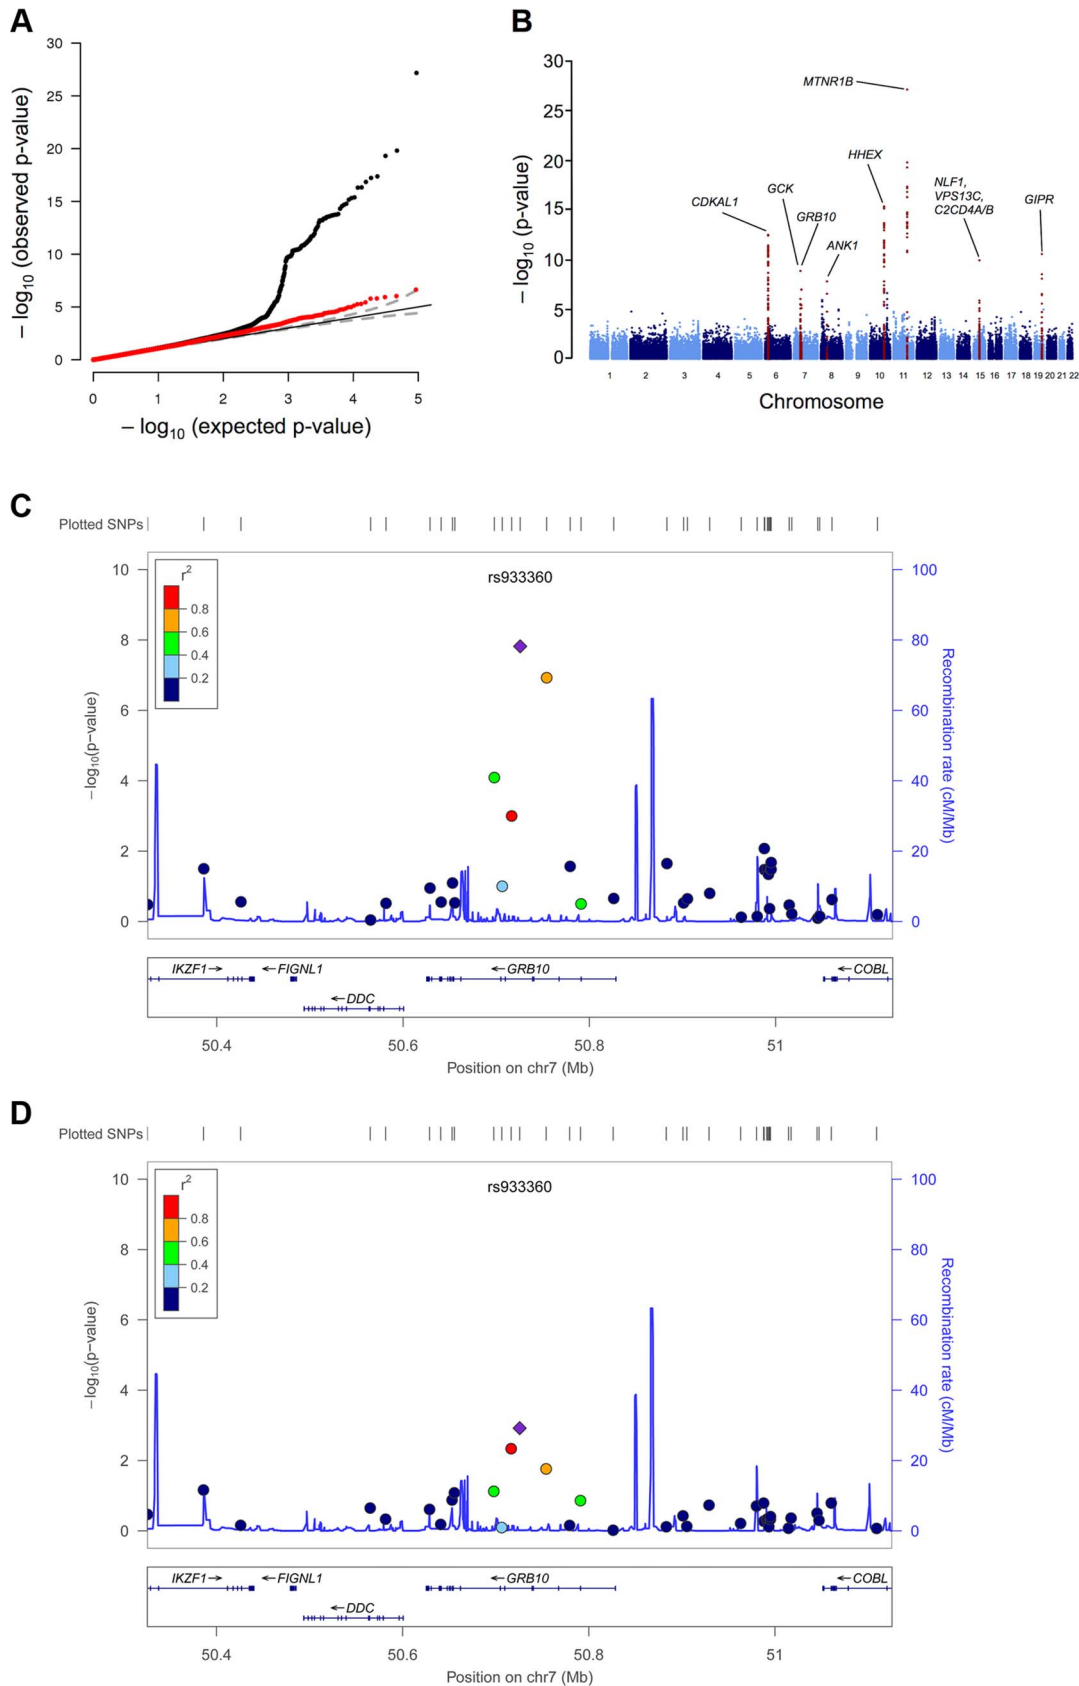 A
30
25
20
15
10
5
0
− log10 (observed p-value)
0 1 2 3 4 5
− log10 (expected p-value)
B
30
25
20
15
10
5
0
− log10 (p-value)
MTNR1B
HHEX
CDKAL1
GCK
GRB10
ANK1
NLF1,
VPS13C,
C2CD4A/B
GIPR
1 2 3 4 5 6 7 8 9 10 11 12 13 14 15 16 17 18 19 20 21 22
Chromosome
C
Plotted SNPs
r2
0.8
0.6
0.4
0.2
rs933360
10
8
6
4
2
0
−log10(p−value)
100
80
60
40
20
0
Recombination rate (cM/Mb)
IKZF1→ ←FIGNL1 ←GRB10 ←COBL
←DDC
50.4 50.6 50.8 51
Position on chr7 (Mb)
D
Plotted SNPs
r2
0.8
0.6
0.4
0.2
rs933360
10
8
6
4
2
0
−log10(p−value)
100
80
60
40
20
0
Recombination rate (cM/Mb)
IKZF1→ ←FIGNL1 ←GRB10 ←COBL
←DDC
50.4 50.6 50.8 51
Position on chr7 (Mb)